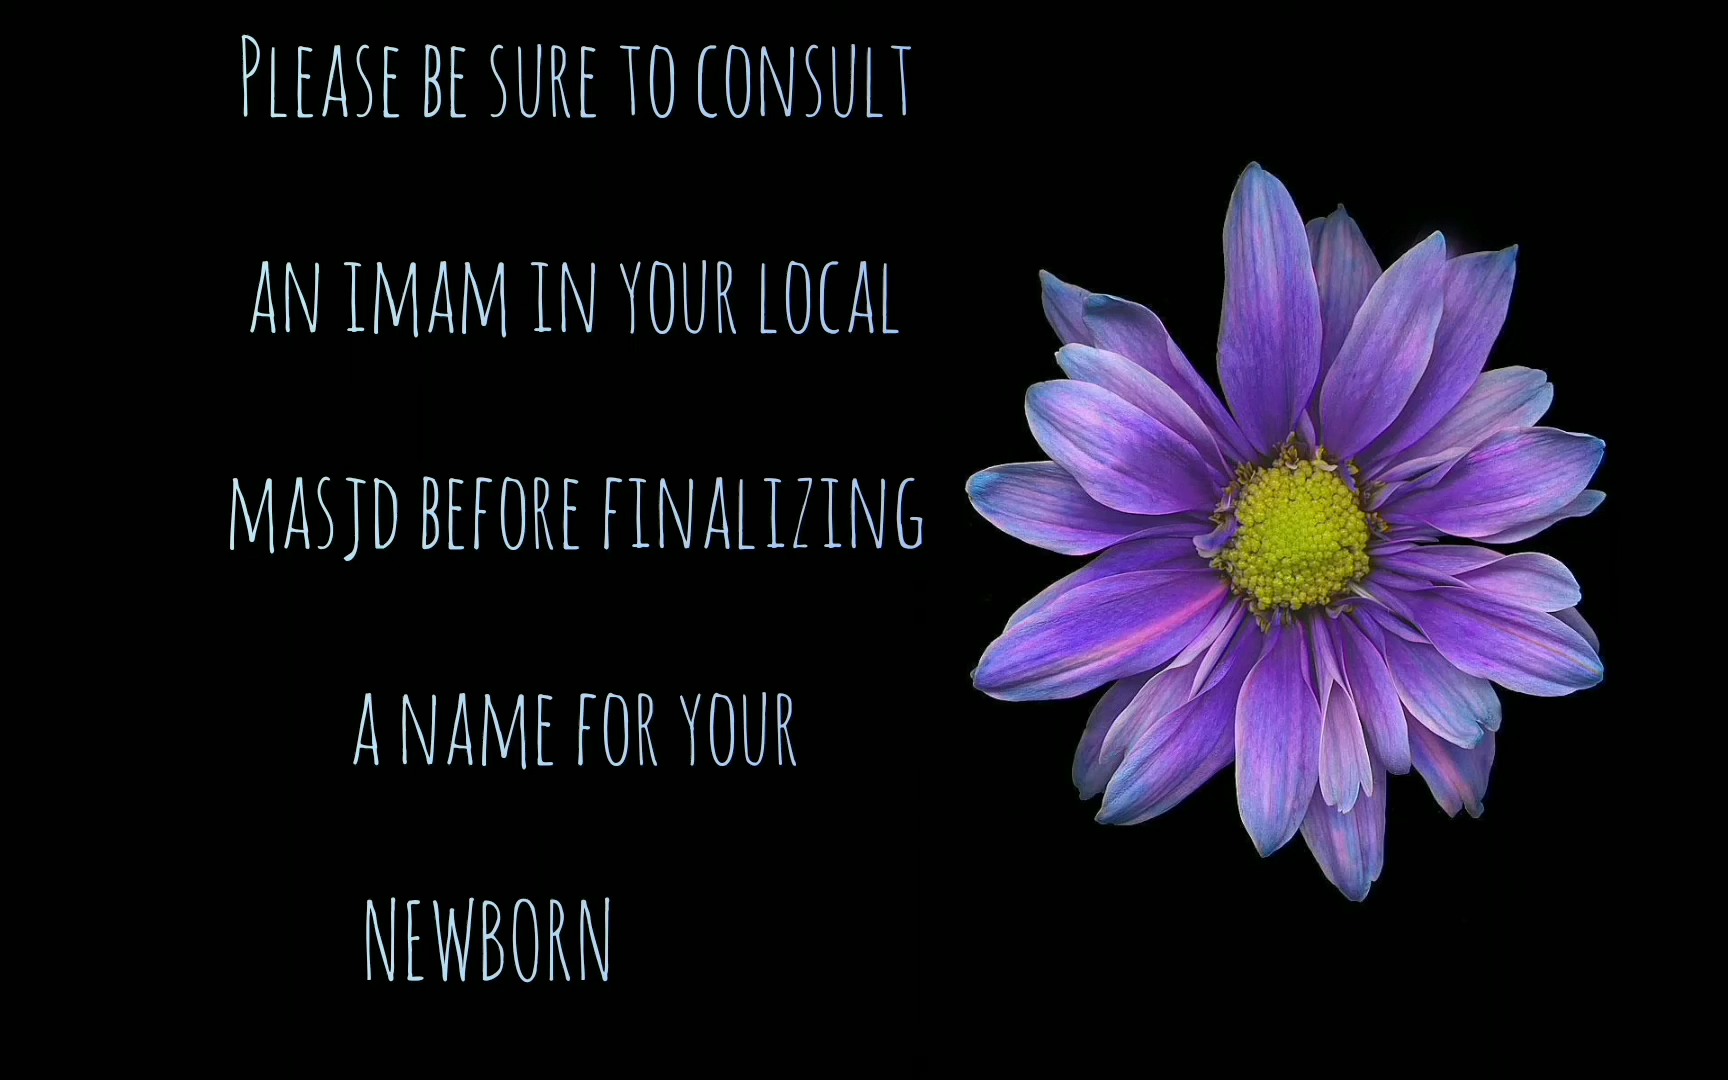 Please be sure to consult
an imam in your local
masjd before finalizing
a name for your
newborn